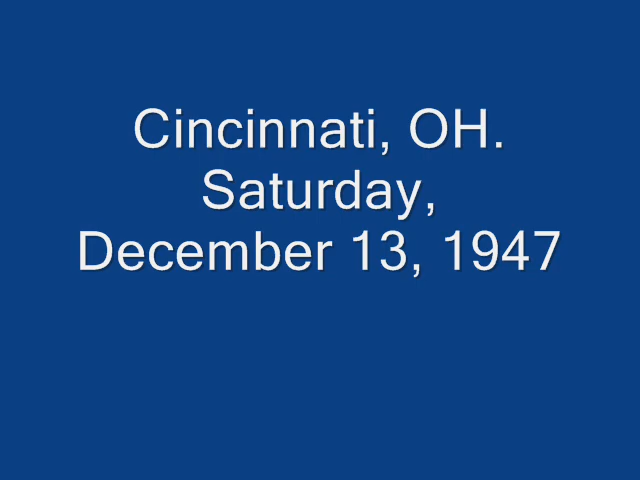 Cincinnati, OH.
Saturday,
December 13, 1947